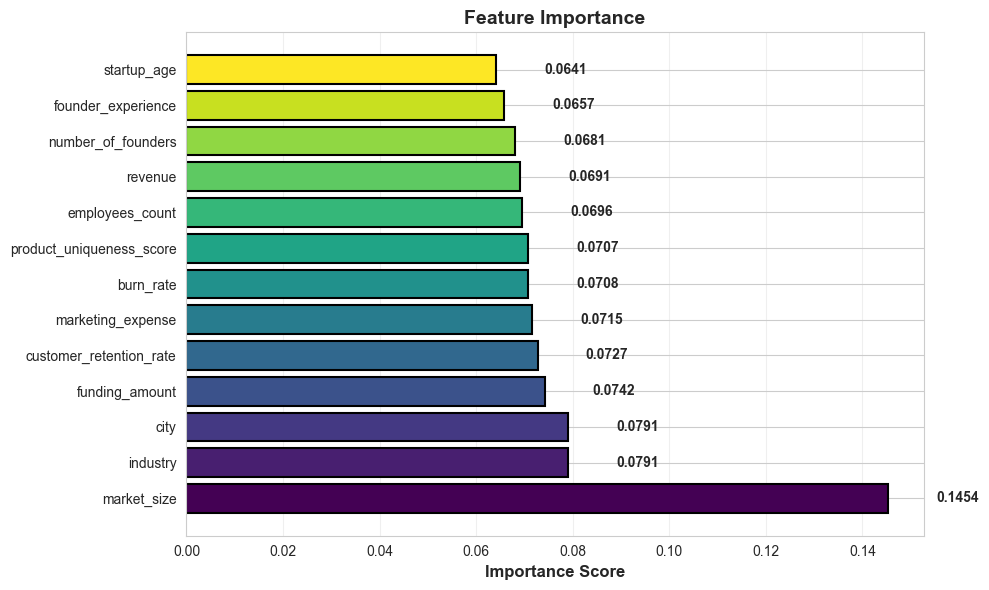 Feature Importance
startup_age 0.0641
founder_experience 0.0657
number_of_founders 0.0681
revenue 0.0691
employees_count 0.0696
product_uniqueness_score 0.0707
burn_rate 0.0708
marketing_expense 0.0715
customer_retention_rate 0.0727
funding_amount 0.0742
city 0.0791
industry 0.0791
market_size 0.1454
0.00 0.02 0.04 0.06 0.08 0.10 0.12 0.14
Importance Score